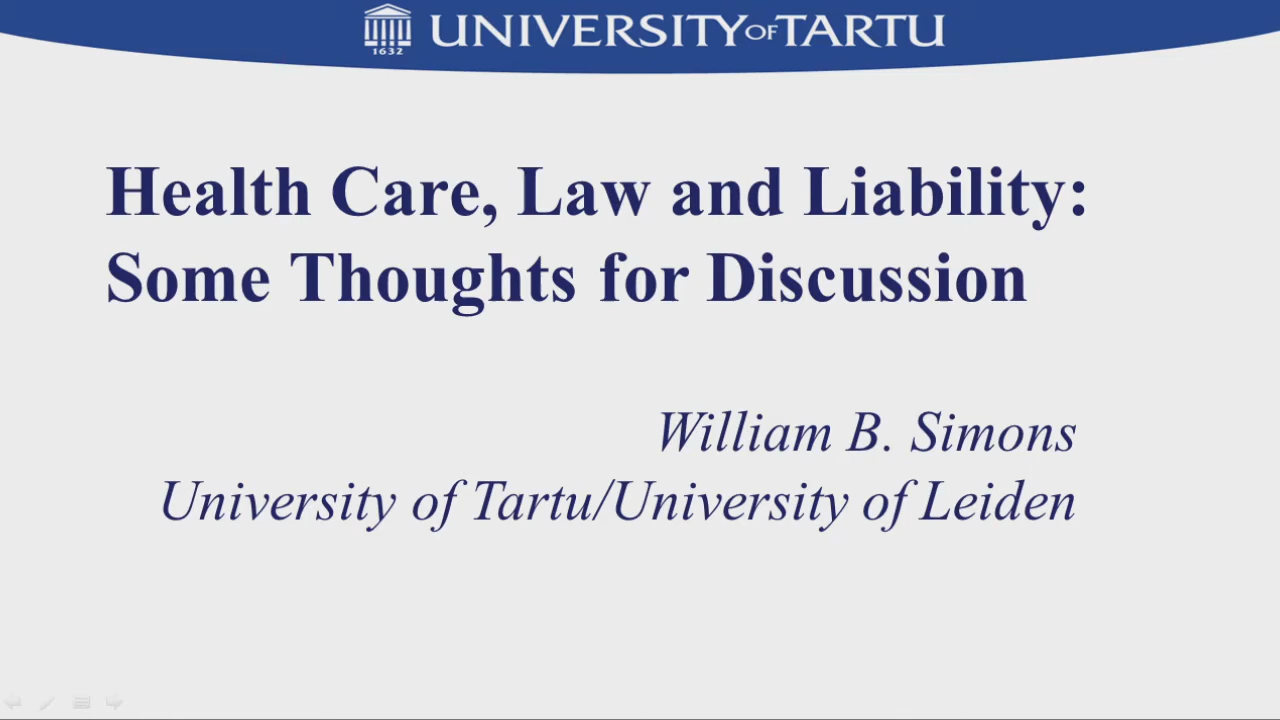 UNIVERSITY OF TARTU
1632
Health Care, Law and Liability:
Some Thoughts for Discussion
William B. Simons
University of Tartu/University of Leiden